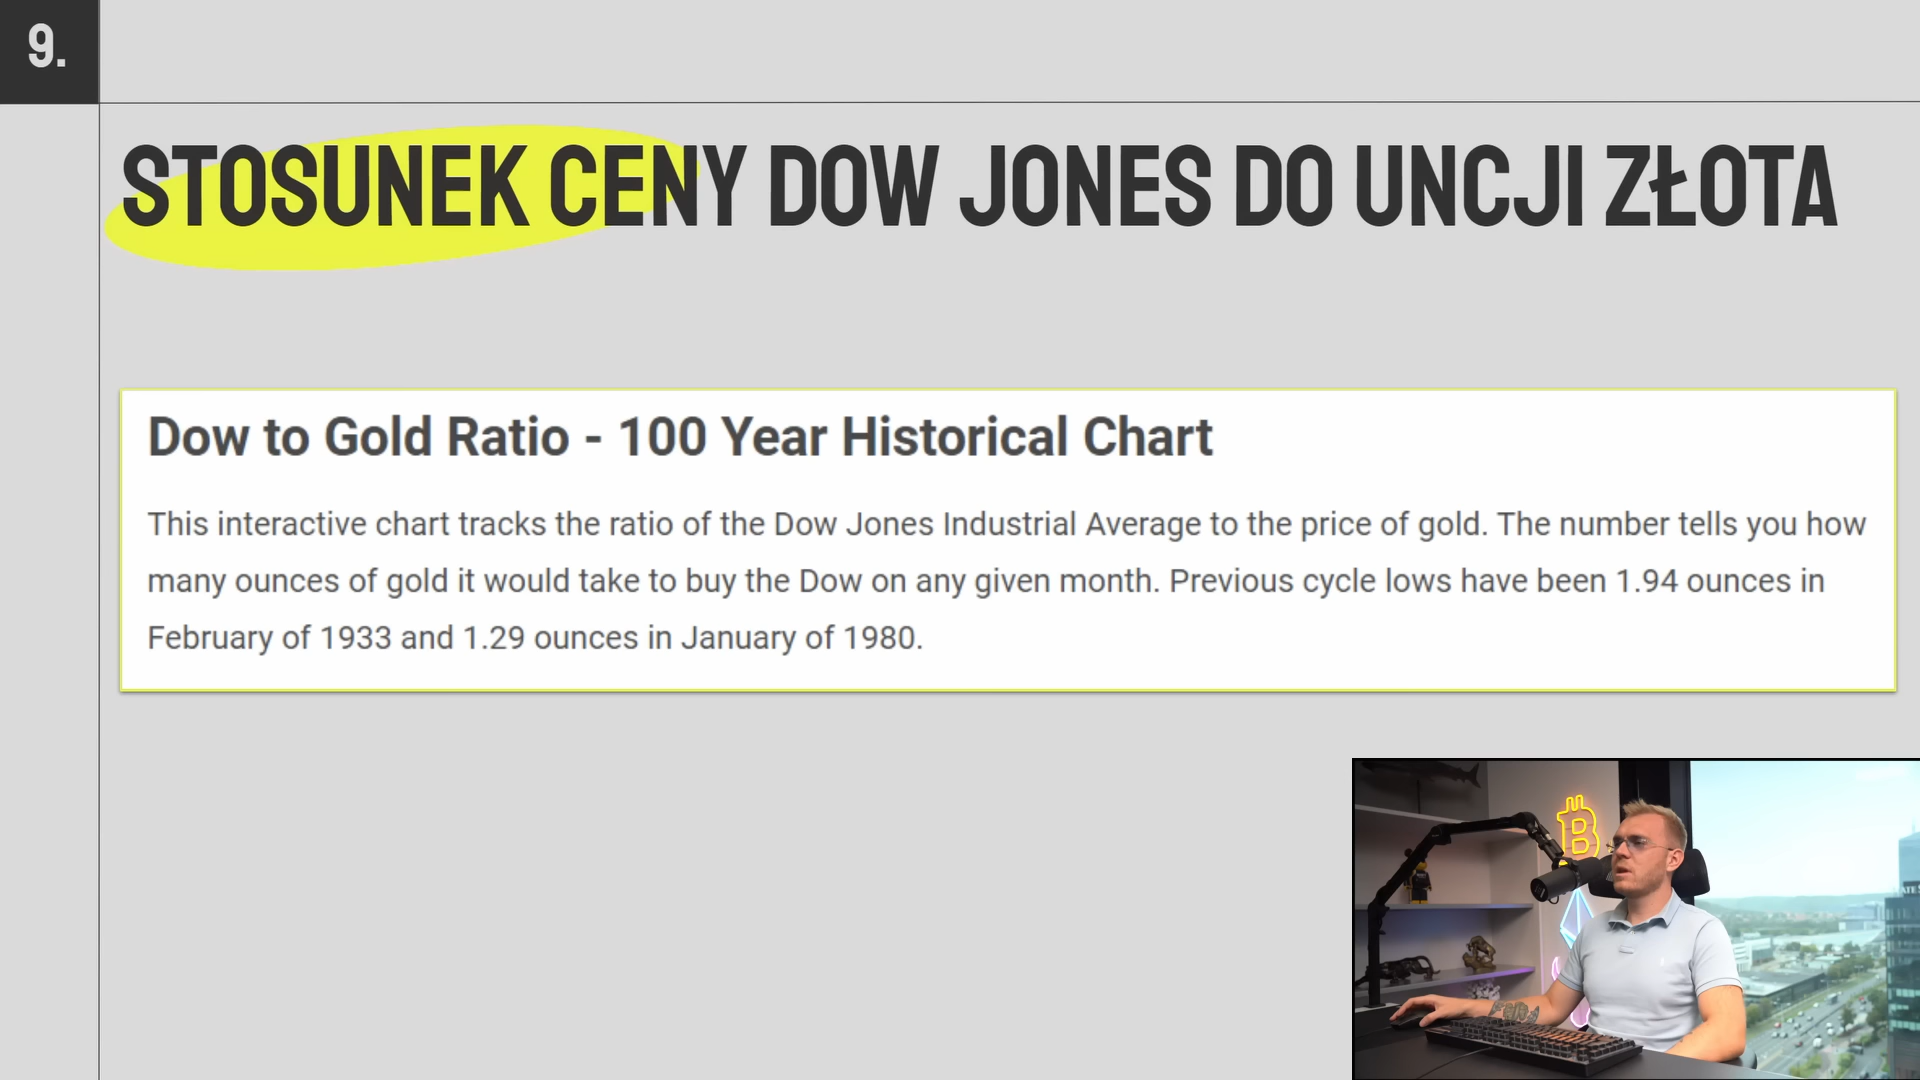 9.
STOSUNEK CENY DOW JONES DO UNCJI ZŁOTA
Dow to Gold Ratio - 100 Year Historical Chart
This interactive chart tracks the ratio of the Dow Jones Industrial Average to the price of gold. The number tells you how
many ounces of gold it would take to buy the Dow on any given month. Previous cycle lows have been 1.94 ounces in
February of 1933 and 1.29 ounces in January of 1980.